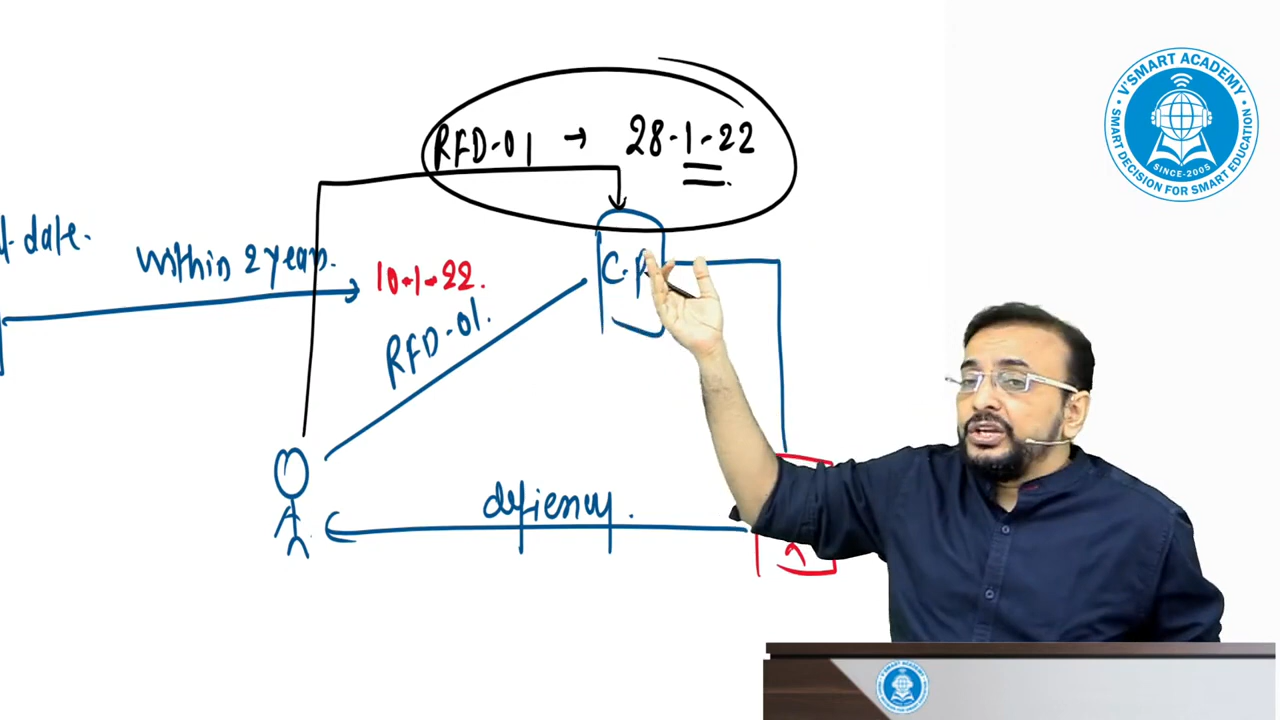 RFD-01 → 28-1-22
date.
within 2 years.
10-1-22.
RFD-01.
C.P
defiency.
V'SMART ACADEMY
SINCE-2005
SMART DECISION FOR SMART EDUCATION